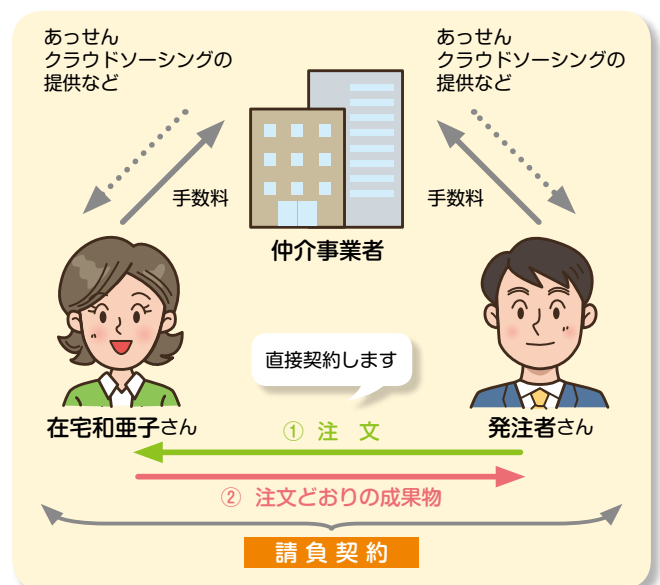 あっせん
クラウドソーシングの
提供など
あっせん
クラウドソーシングの
提供など
手数料
手数料
仲介事業者
直接契約します
在宅和亜子さん
発注者さん
① 注　文
② 注文どおりの成果物
請負契約